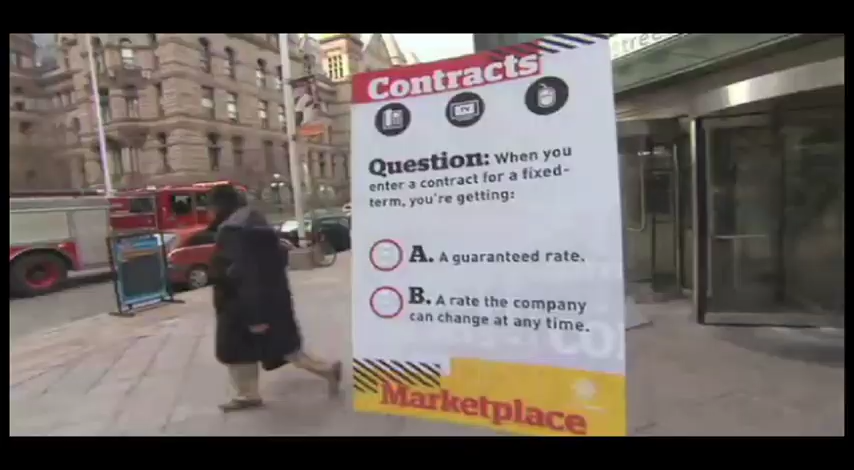 Contracts
TV
Question: When you
enter a contract for a fixed-
term, you're getting:
A. A guaranteed rate.
B. A rate the company
can change at any time.
Marketplace